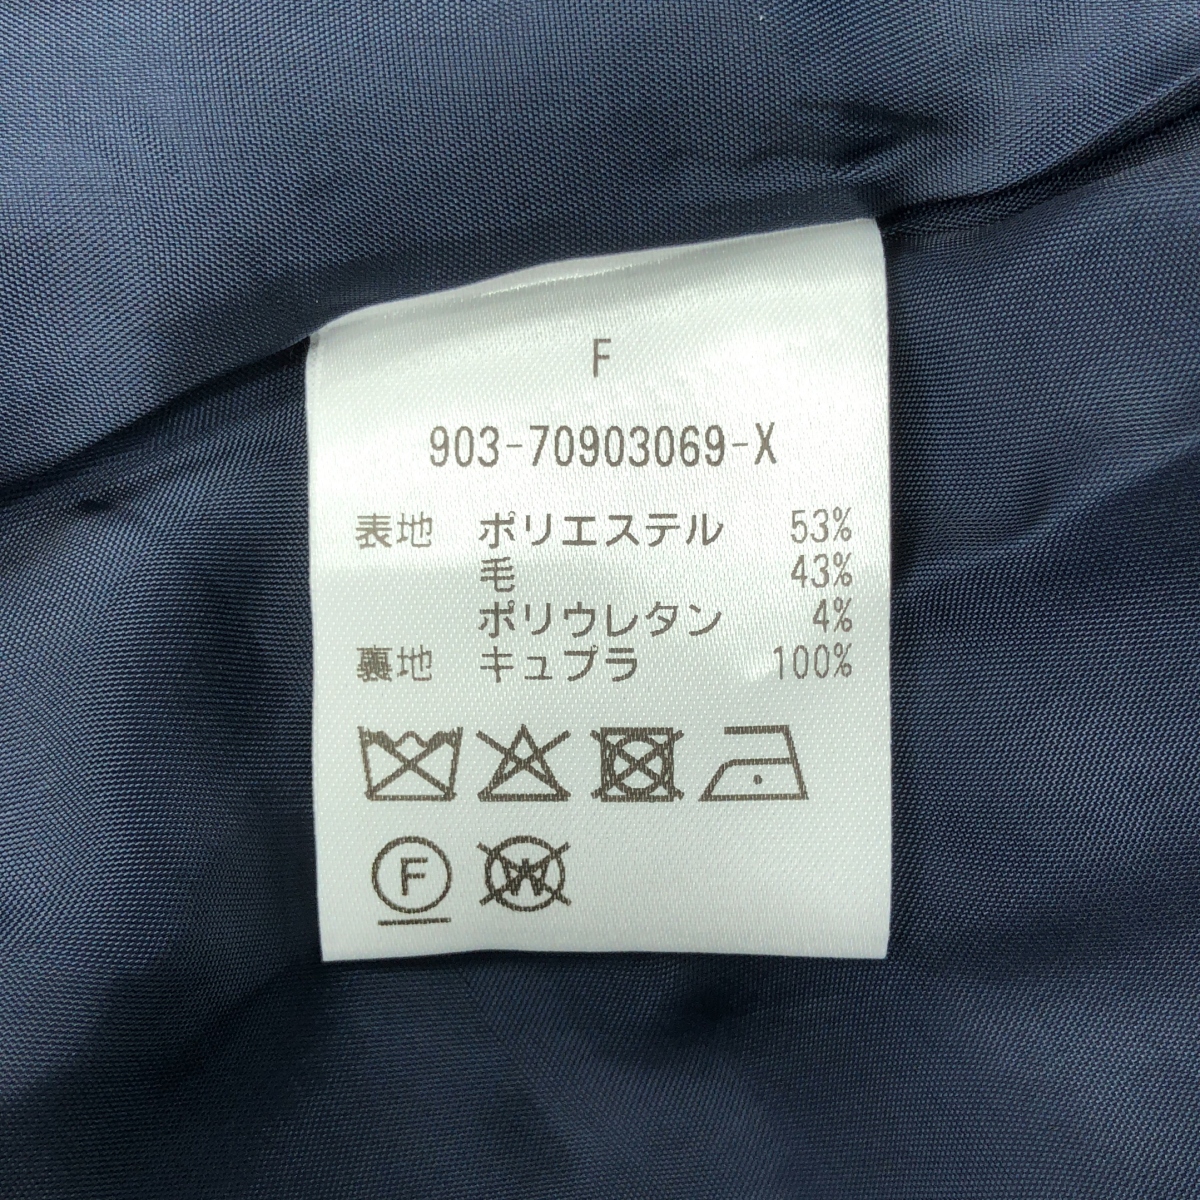 F
903-70903069-X
表地 ポリエステル 53%
毛 43%
ポリウレタン 4%
裏地 キュプラ 100%
F W